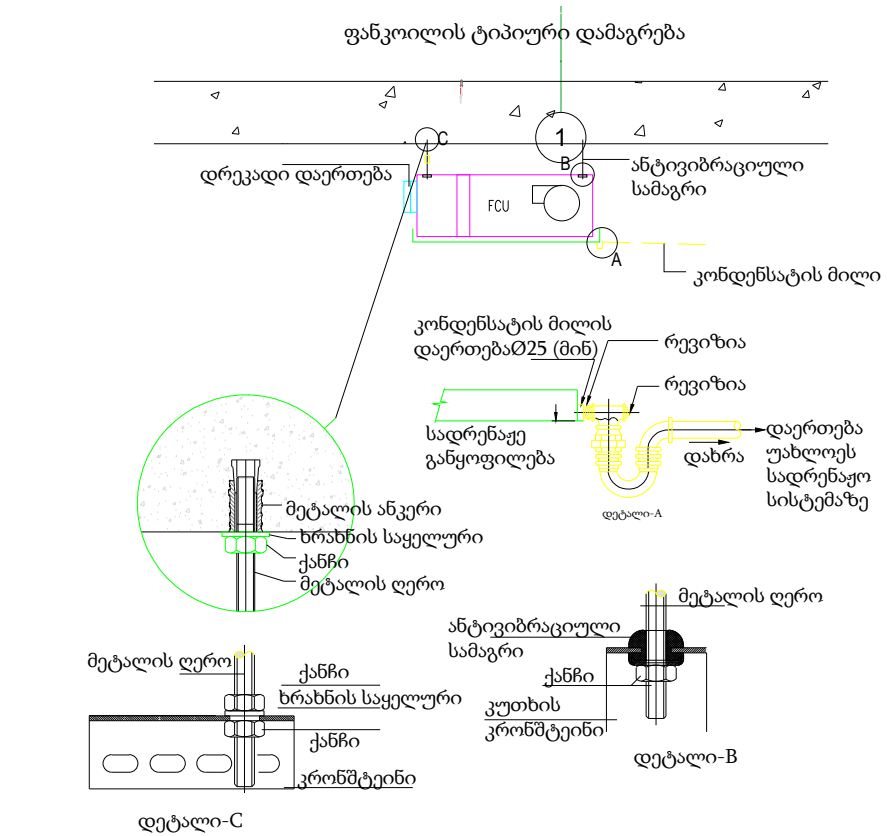 ფანკოილის ტიპიური დამაგრება
C
1
B
ანტივიბრაციული
სამაგრი
დრეკადი დაერთება
FCU
A
კონდენსატის მილი
კონდენსატის მილის
დაერთებაØ25 (მინ)
რევიზია
რევიზია
სადრენაჟე
განყოფილება
დახრა
დაერთება
უახლოეს
სადრენაჟო
სისტემაზე
დეტალი-A
მეტალის ანკერი
ხრახნის საყელური
ქანჩი
მეტალის ღერო
მეტალის ღერო
ანტივიბრაციული
სამაგრი
ქანჩი
კუთხის
კრონშტეინი
დეტალი-B
მეტალის ღერო
ქანჩი
ხრახნის საყელური
ქანჩი
კრონშტეინი
დეტალი-C